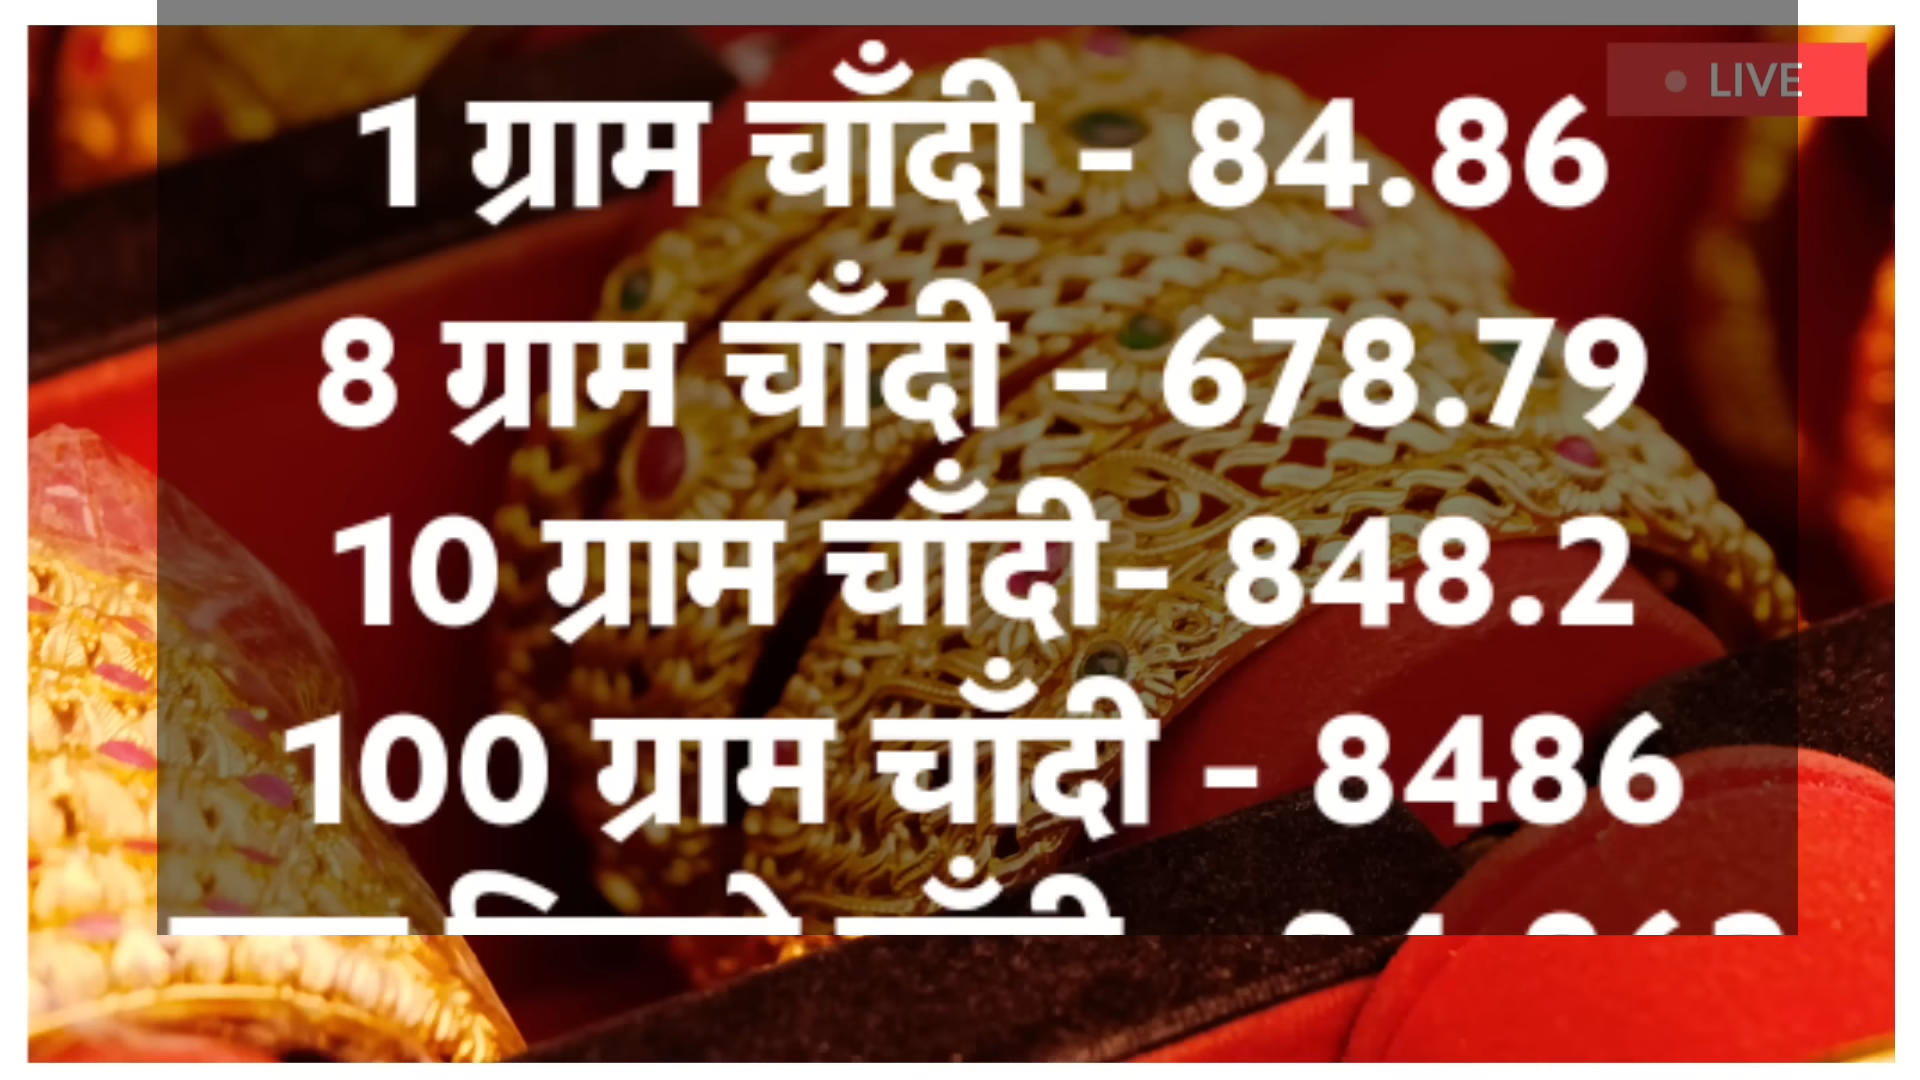 LIVE
1 ग्राम चाँदी - 84.86
8 ग्राम चाँदी - 678.79
10 ग्राम चाँदी- 848.2
100 ग्राम चाँदी - 8486
चाँदी